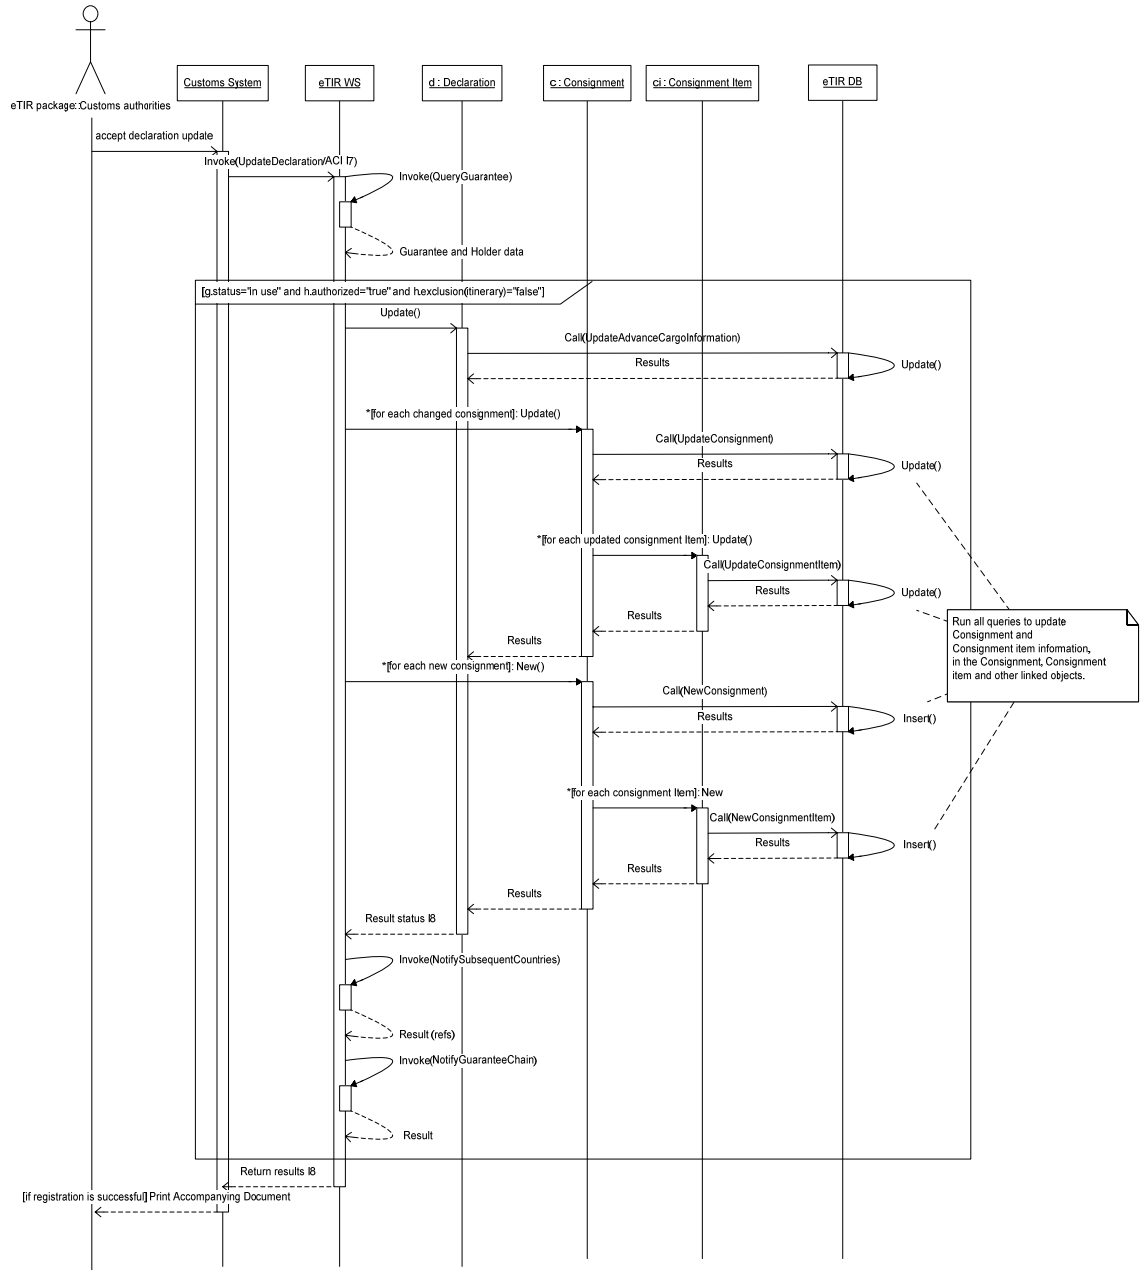 Customs System
eTIR WS
d : Declaration
c : Consignment
ci : Consignment Item
eTIR DB
eTIR package::Customs authorities
accept declaration update
Invoke(UpdateDeclaration/ACI I7)
Invoke(QueryGuarantee)
Guarantee and Holder data
[g.status="in use" and h.authorized="true" and h.exclusion(itinerary)="false"]
Update()
Call(UpdateAdvanceCargoInformation)
Results
Update()
*[for each changed consignment]: Update()
Call(UpdateConsignment)
Results
Update()
*[for each updated consignment Item]: Update()
Call(UpdateConsignmentItem)
Results
Update()
Results
Results
Run all queries to update
Consignment and
Consignment item information,
in the Consignment, Consignment
item and other linked objects.
*[for each new consignment]: New()
Call(NewConsignment)
Results
Insert()
*[for each consignment Item]: New
Call(NewConsignmentItem)
Results
Insert()
Results
Results
Result status I8
Invoke(NotifySubsequentCountries)
Result (refs)
Invoke(NotifyGuaranteeChain)
Result
Return results I8
[if registration is successful] Print Accompanying Document